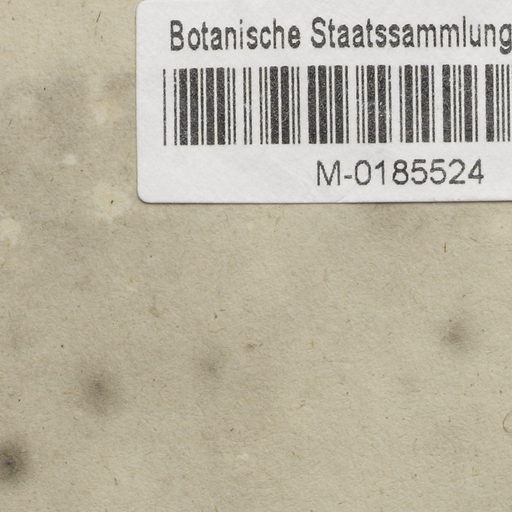 Botanische Staatssammlung
M-0185524